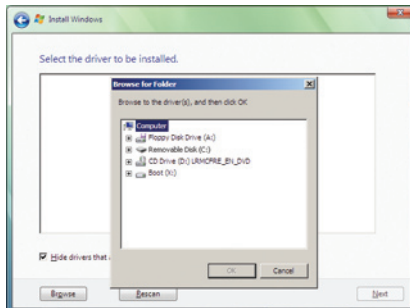 Install Windows
Select the driver to be installed.
Browse for Folder
Browse to the driver(s), and then click OK
Computer
Floppy Disk Drive (A:)
Removable Disk (C:)
CD Drive (D:) LRMCFRE_EN_DVD
Boot (X:)
OK
Cancel
Hide drivers that
Browse
Rescan
Next